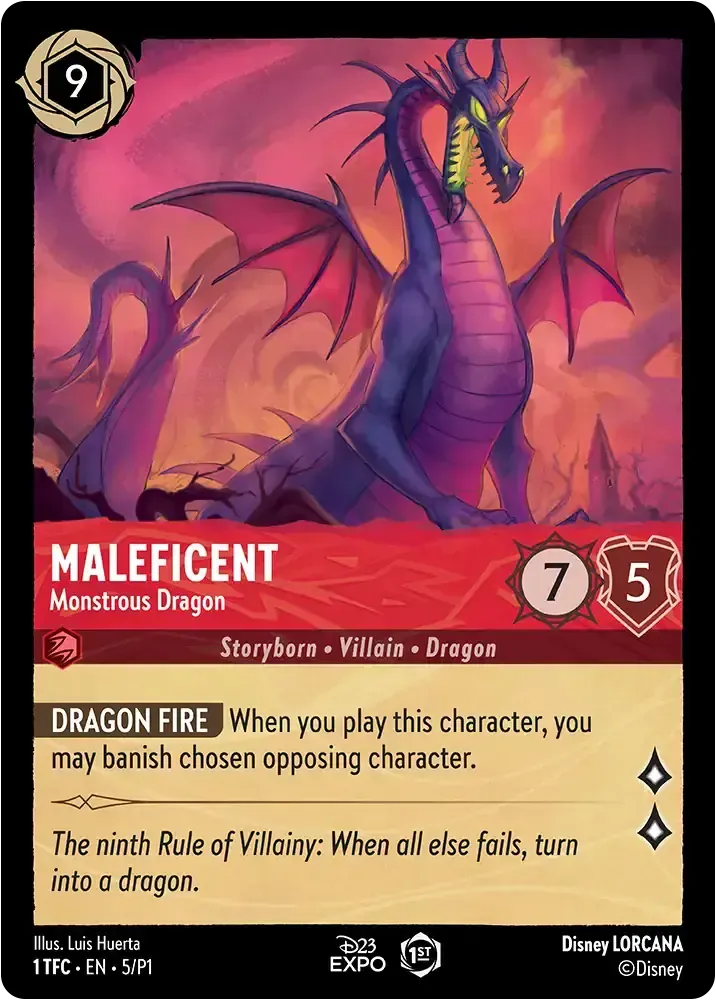 9
MALEFICENT
Monstrous Dragon
7
5
Storyborn • Villain • Dragon
DRAGON FIRE When you play this character, you
may banish chosen opposing character.
The ninth Rule of Villainy: When all else fails, turn
into a dragon.
Illus. Luis Huerta
1 TFC • EN • 5/P1
D23
EXPO
1ST
Disney LORCANA
©Disney